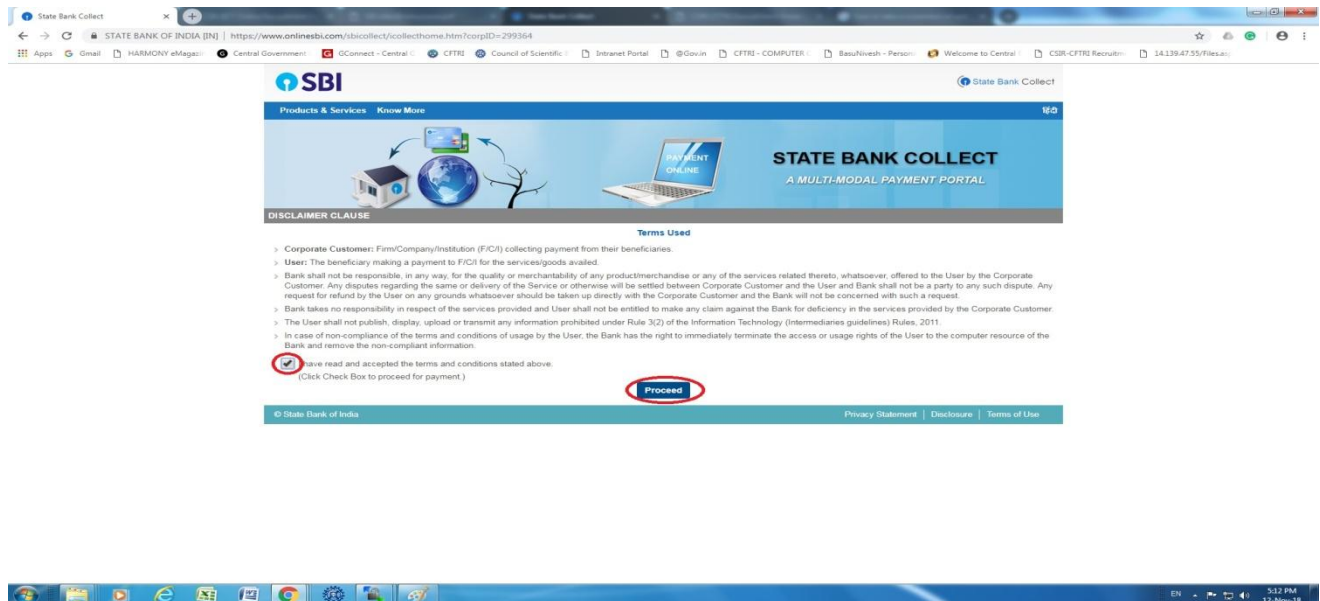 State Bank Collect
STATE BANK OF INDIA [IN] | https://www.onlinesbi.com/sbicollect/icollecthome.htm?corpID=299364
Apps Gmail HARMONY eMagazi Central Government GConnect - Central C CFTRI Council of Scientific Intranet Portal @Gov.in CFTRI - COMPUTER BasuNivesh - Person Welcome to Central CSIR-CFTRI Recruitm 14.139.47.55/Files.as
SBI
State Bank Collect
Products & Services Know More हिंदी
PAYMENT
ONLINE
STATE BANK COLLECT
A MULTI-MODAL PAYMENT PORTAL
DISCLAIMER CLAUSE
Terms Used
Corporate Customer: Firm/Company/Institution (F/C/I) collecting payment from their beneficiaries.
User: The beneficiary making a payment to F/C/I for the services/goods availed.
Bank shall not be responsible, in any way, for the quality or merchantability of any product/merchandise or any of the services related thereto, whatsoever, offered to the User by the Corporate
Customer. Any disputes regarding the same or delivery of the Service or otherwise will be settled between Corporate Customer and the User and Bank shall not be a party to any such dispute. Any
request for refund by the User on any grounds whatsoever should be taken up directly with the Corporate Customer and the Bank will not be concerned with such a request.
Bank takes no responsibility in respect of the services provided and User shall not be entitled to make any claim against the Bank for deficiency in the services provided by the Corporate Customer.
The User shall not publish, display, upload or transmit any information prohibited under Rule 3(2) of the Information Technology (Intermediaries guidelines) Rules, 2011.
In case of non-compliance of the terms and conditions of usage by the User, the Bank has the right to immediately terminate the access or usage rights of the User to the computer resource of the
Bank and remove the non-compliant information.
have read and accepted the terms and conditions stated above.
(Click Check Box to proceed for payment.)
Proceed
© State Bank of India Privacy Statement | Disclosure | Terms of Use
EN 5:12 PM
12-Nov-18